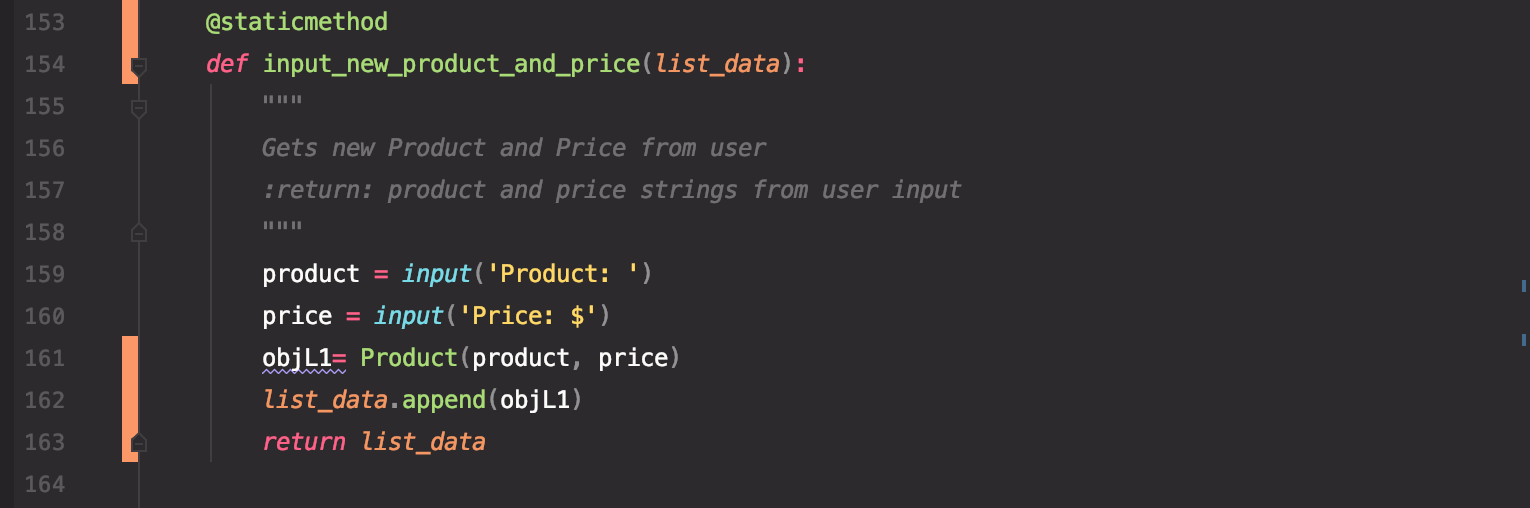 153 @staticmethod
154 def input_new_product_and_price(list_data):
155 """
156 Gets new Product and Price from user
157 :return: product and price strings from user input
158 """
159 product = input('Product: ')
160 price = input('Price: $')
161 objL1= Product(product, price)
162 list_data.append(objL1)
163 return list_data
164